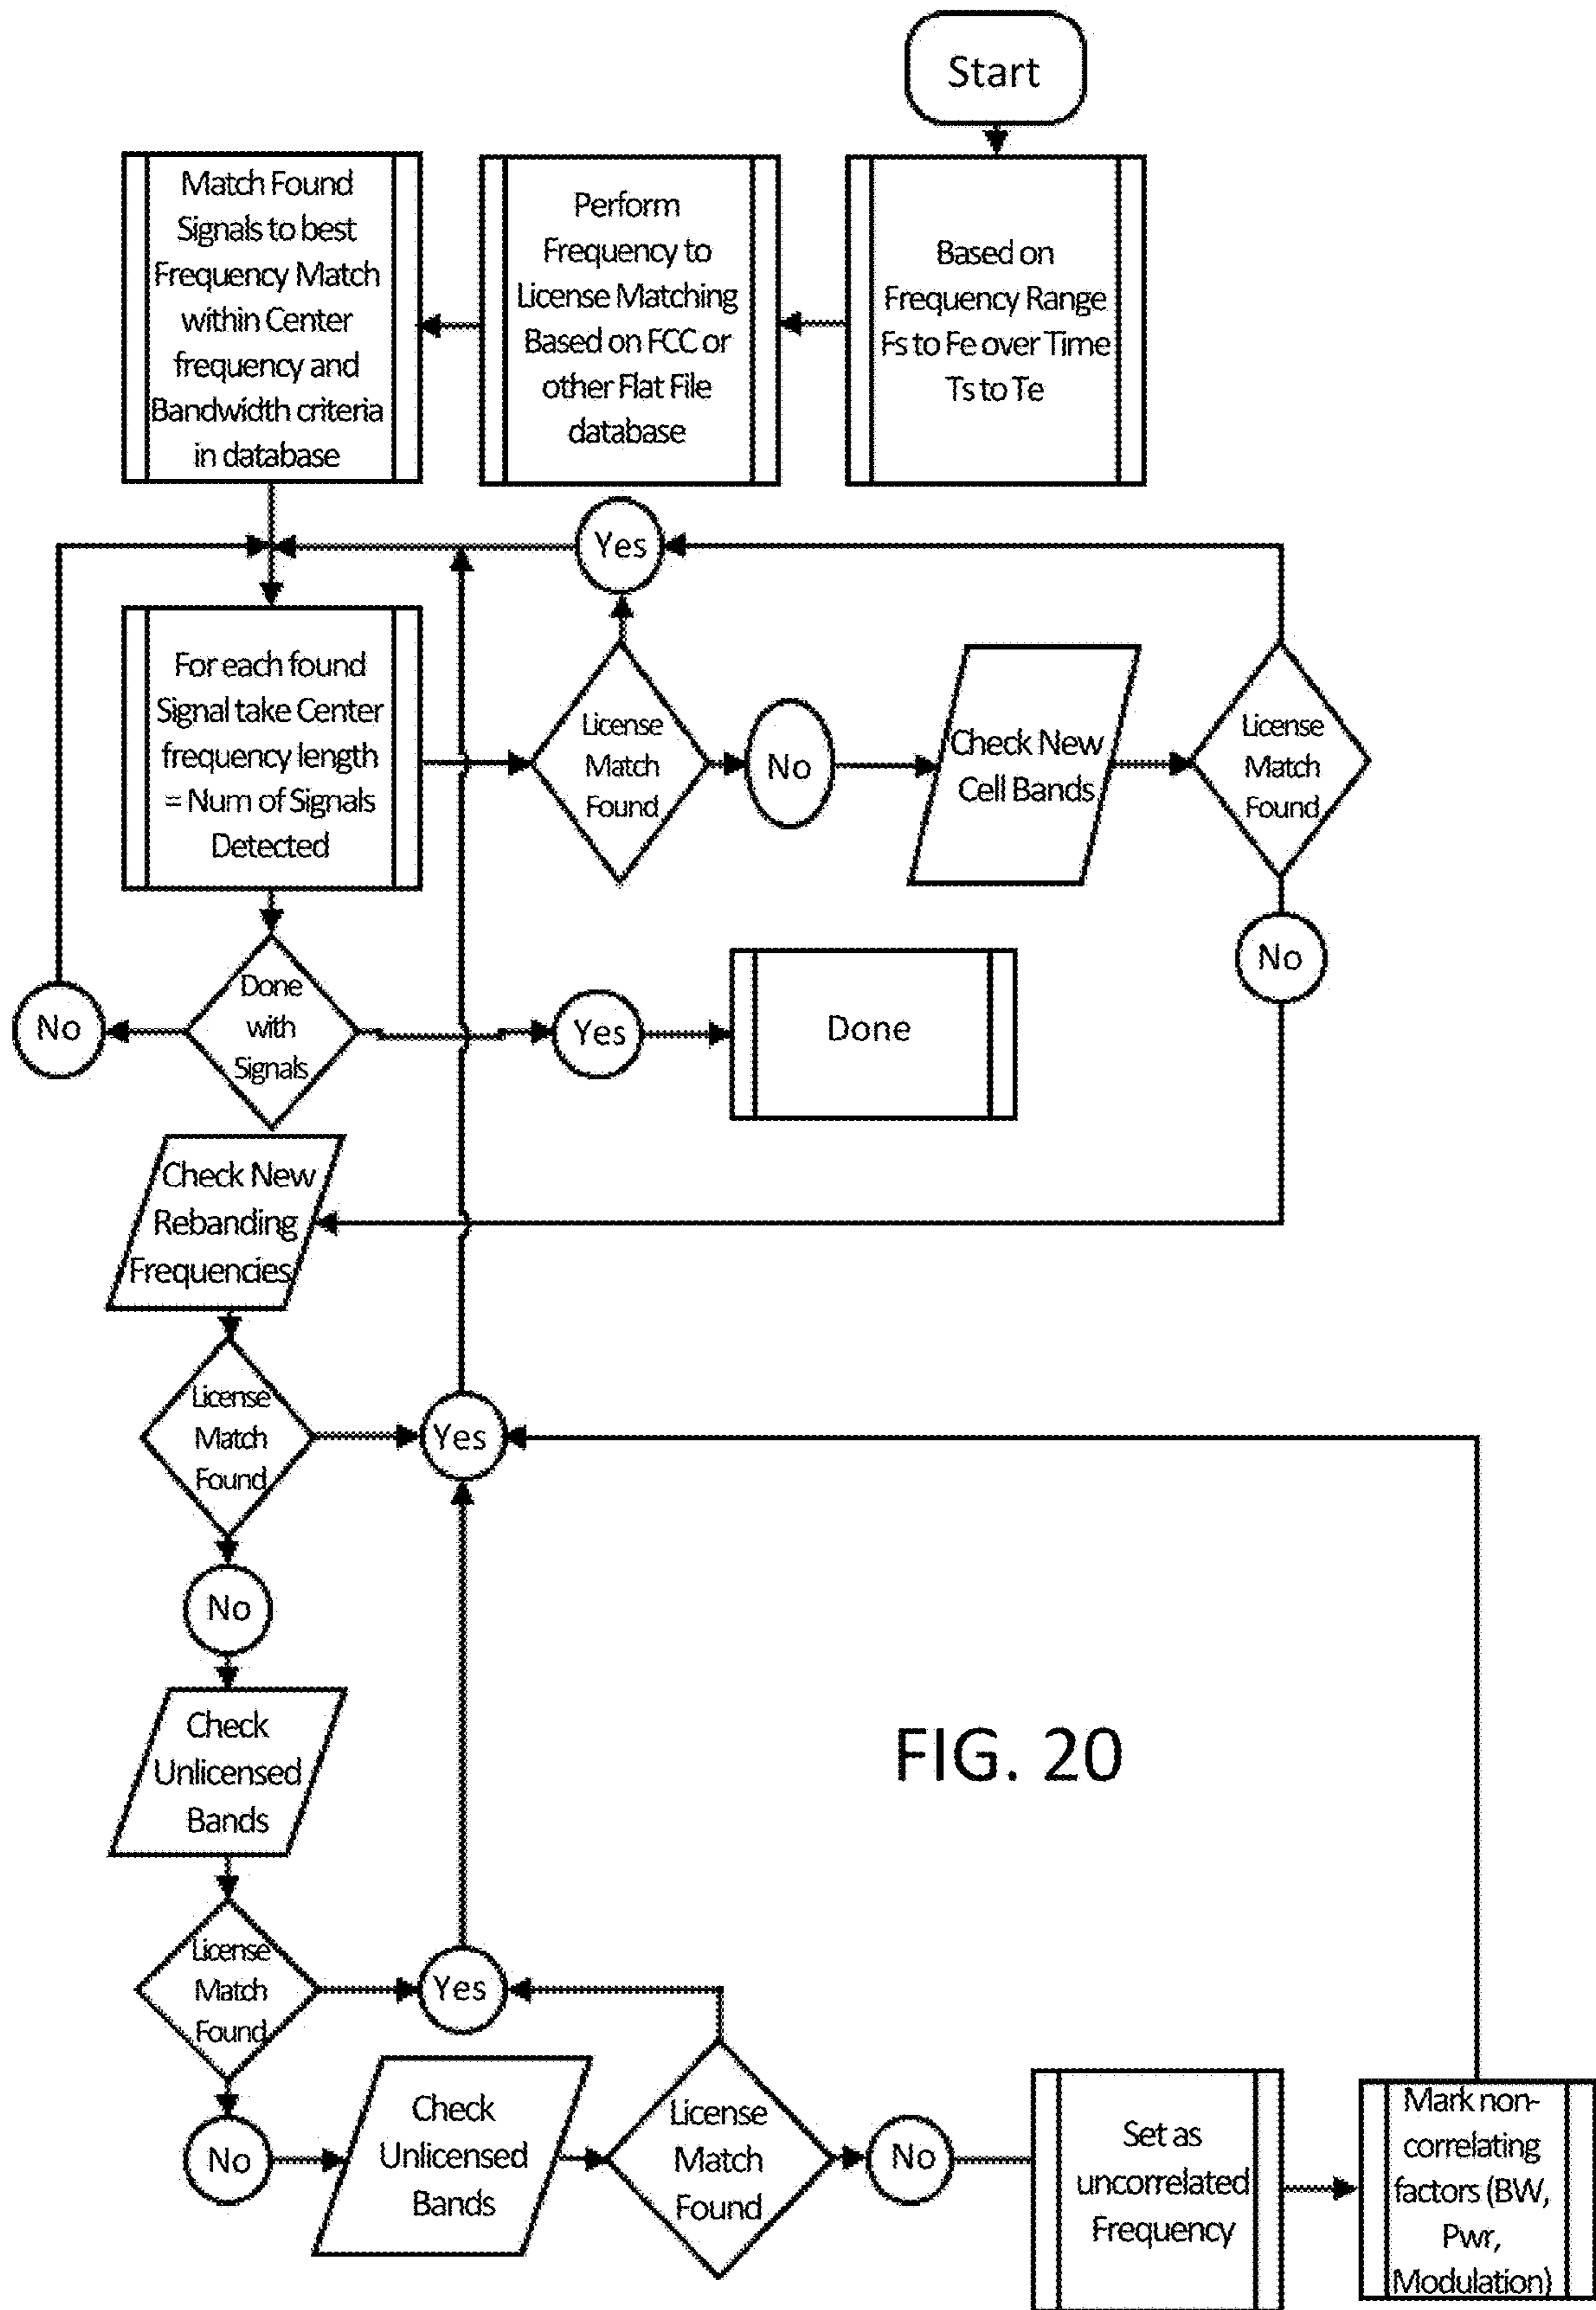 Start
Match Found
Signals to best
Frequency Match
within Center
frequency and
Bandwidth criteria
in database
Perform
Frequency to
License Matching
Based on FCC or
other Flat File
database
Based on
Frequency Range
Fs to Fe over Time
Ts to Te
Yes
For each found
Signal take Center
frequency length
= Num of Signals
Detected
License
Match
Found
No
Check New
Cell Bands
License
Match
Found
No
Done
with
Signals
No
Yes
Done
Check New
Rebanding
Frequencies
License
Match
Found
Yes
No
Check
Unlicensed
Bands
FIG. 20
License
Match
Found
Yes
No
Check
Unlicensed
Bands
License
Match
Found
No
Set as
uncorrelated
Frequency
Mark non-
correlating
factors (BW,
Pwr,
Modulation)